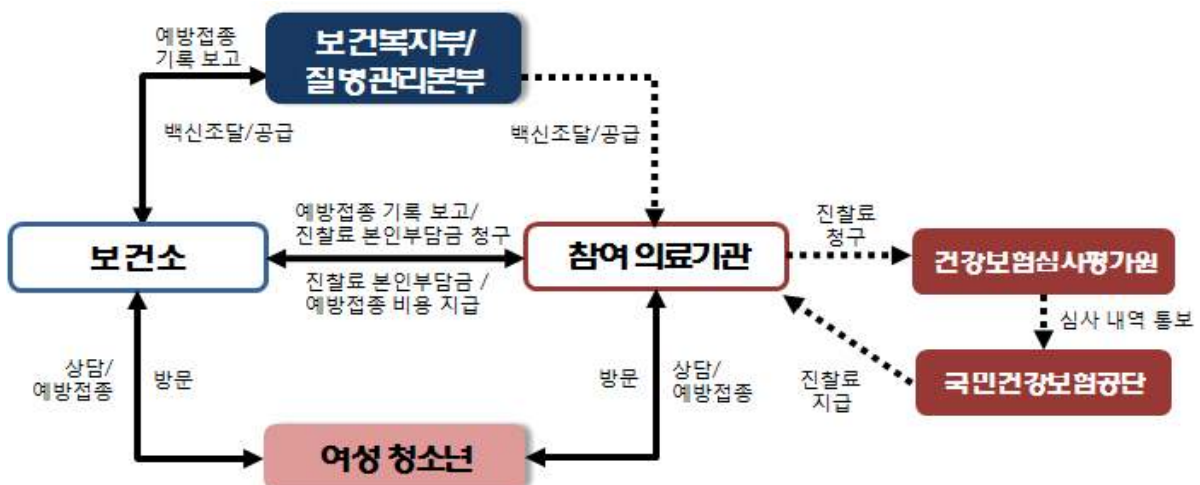 예방접종
기록 보고
보건복지부/
질병관리본부
백신조달/공급
백신조달/공급
보건소
예방접종 기록 보고/
진찰료 본인부담금 청구
진찰료 본인부담금 /
예방접종 비용 지급
참여 의료기관
진찰료
청구
건강보험심사평가원
심사 내역 통보
국민건강보험공단
진찰료
지급
상담/
예방접종
방문
방문
상담/
예방접종
여성 청소년